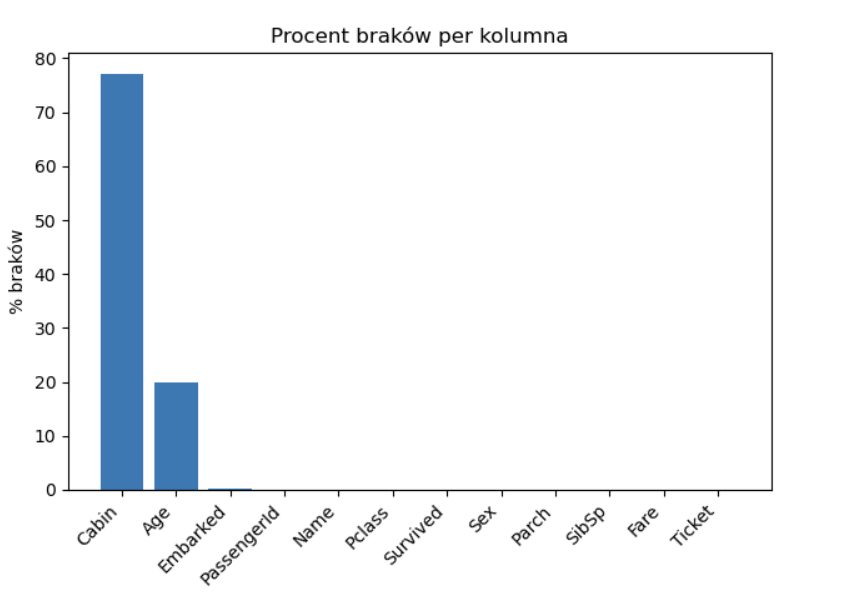 Procent braków per kolumna
% braków
80
70
60
50
40
30
20
10
0
Cabin
Age
Embarked
PassengerId
Name
Pclass
Survived
Sex
Parch
SibSp
Fare
Ticket